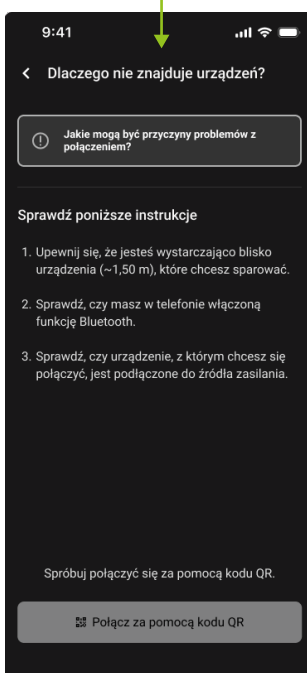 9:41
Dlaczego nie znajduje urządzeń?
Jakie mogą być przyczyny problemów z
połączeniem?
Sprawdź poniższe instrukcje
1. Upewnij się, że jesteś wystarczająco blisko
urządzenia (~1,50 m), które chcesz sparować.
2. Sprawdź, czy masz w telefonie włączoną
funkcję Bluetooth.
3. Sprawdź, czy urządzenie, z którym chcesz się
połączyć, jest podłączone do źródła zasilania.
Spróbuj połączyć się za pomocą kodu QR.
Połącz za pomocą kodu QR